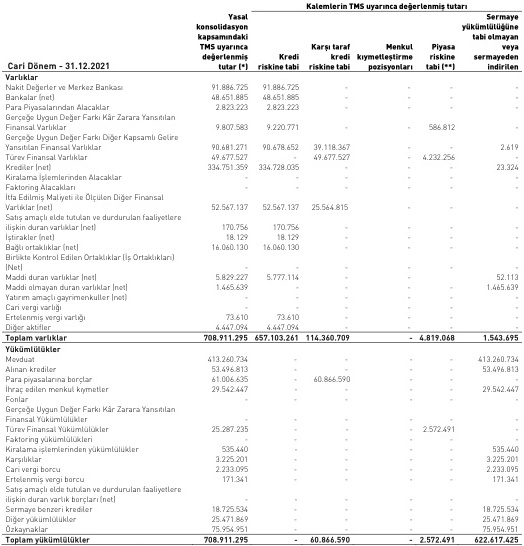 Kalemlerin TMS uyarınca değerlenmiş tutarı
Cari Dönem - 31.12.2021 | Yasal konsolidasyon kapsamındaki TMS uyarınca değerlenmiş tutar (*) | Kredi riskine tabi | Karşı taraf kredi riskine tabi | Menkul kıymetleştirme pozisyonları | Piyasa riskine tabi (**) | Sermaye yükümlülüğüne tabi olmayan veya sermayeden indirilen
Varlıklar
Nakit Değerler ve Merkez Bankası 91.886.725 91.886.725 - - - -
Bankalar (net) 48.651.885 48.651.885 - - - -
Para Piyasalarından Alacaklar 2.823.223 2.823.223 - - - -
Gerçeğe Uygun Değer Farkı Kâr Zarara Yansıtılan
Finansal Varlıklar 9.807.583 9.220.771 - - 586.812 -
Gerçeğe Uygun Değer Farkı Diğer Kapsamlı Gelire
Yansıtılan Finansal Varlıklar 90.681.271 90.678.652 39.118.367 - - 2.619
Türev Finansal Varlıklar 49.677.527 - 49.677.527 - 4.232.256 -
Krediler (net) 334.751.359 334.728.035 - - - 23.324
Kiralama İşlemlerinden Alacaklar - - - - - -
Faktoring Alacakları - - - - - -
İtfa Edilmiş Maliyeti ile Ölçülen Diğer Finansal
Varlıklar (net) 52.567.137 52.567.137 25.564.815 - - -
Satış amaçlı elde tutulan ve durdurulan faaliyetlere
ilişkin duran varlıklar (net) 170.756 170.756 - - - -
İştirakler (net) 18.129 18.129 - - - -
Bağlı ortaklıklar (net) 16.060.130 16.060.130 - - - -
Birlikte Kontrol Edilen Ortaklıklar (İş Ortaklıkları)
(Net) - - - - - -
Maddi duran varlıklar (net) 5.829.227 5.777.114 - - - 52.113
Maddi olmayan duran varlıklar (net) 1.465.639 - - - - 1.465.639
Yatırım amaçlı gayrimenkuller (net) - - - - - -
Cari vergi varlığı - - - - - -
Ertelenmiş vergi varlığı 73.610 73.610 - - - -
Diğer aktifler 4.447.094 4.447.094 - - - -
Toplam varlıklar 708.911.295 657.103.261 114.360.709 - 4.819.068 1.543.695
Yükümlülükler
Mevduat 413.260.734 - - - - 413.260.734
Alınan krediler 53.496.813 - - - - 53.496.813
Para piyasalarına borçlar 61.006.635 - 60.866.590 - - -
İhraç edilen menkul kıymetler 29.542.447 - - - - 29.542.447
Fonlar - - - - - -
Gerçeğe Uygun Değer Farkı Kâr Zarara Yansıtılan
Finansal Yükümlülükler - - - - - -
Türev Finansal Yükümlülükler 25.287.235 - - - 2.572.491 -
Faktoring yükümlülükleri - - - - - -
Kiralama işlemlerinden yükümlülükler 535.440 - - - - 535.440
Karşılıklar 3.225.201 - - - - 3.225.201
Cari vergi borcu 2.233.095 - - - - 2.233.095
Ertelenmiş vergi borcu 171.341 - - - - 171.341
Satış amaçlı elde tutulan ve durdurulan faaliyetlere
ilişkin duran varlık borçları (net) - - - - - -
Sermaye benzeri krediler 18.725.534 - - - - 18.725.534
Diğer yükümlülükler 25.471.869 - - - - 25.471.869
Özkaynaklar 75.954.951 - - - - 75.954.951
Toplam yükümlülükler 708.911.295 - 60.866.590 - 2.572.491 622.617.425